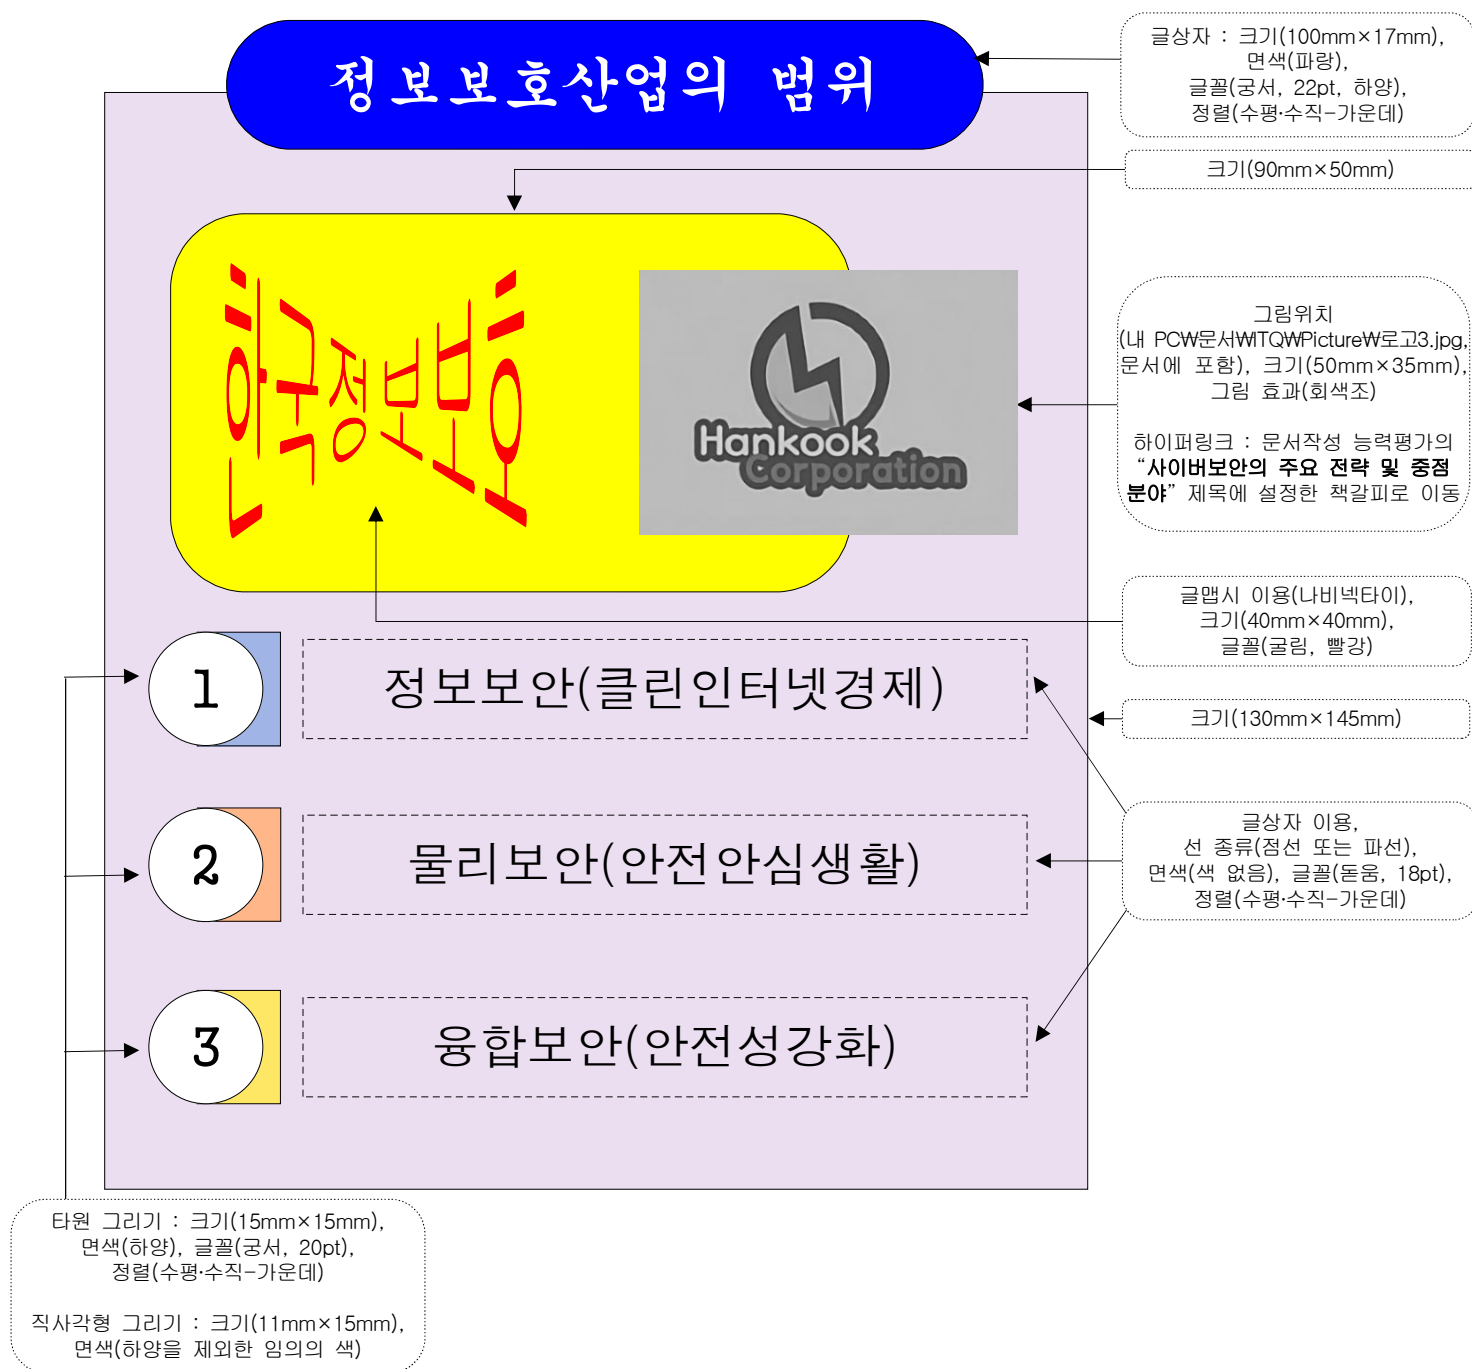 정보보호산업의 범위
글상자 : 크기(100mm×17mm),
면색(파랑),
글꼴(궁서, 22pt, 하양),
정렬(수평·수직-가운데)
크기(90mm×50mm)
한국정보보호
Hankook
Corporation
그림위치
(내 PC₩문서₩ITQ₩Picture₩로고3.jpg,
문서에 포함), 크기(50mm×35mm),
그림 효과(회색조)
하이퍼링크 : 문서작성 능력평가의
“사이버보안의 주요 전략 및 중점
분야” 제목에 설정한 책갈피로 이동
글맵시 이용(나비넥타이),
크기(40mm×40mm),
글꼴(굴림, 빨강)
1
정보보안(클린인터넷경제)
크기(130mm×145mm)
2
물리보안(안전안심생활)
글상자 이용,
선 종류(점선 또는 파선),
면색(색 없음), 글꼴(돋움, 18pt),
정렬(수평·수직-가운데)
3
융합보안(안전성강화)
타원 그리기 : 크기(15mm×15mm),
면색(하양), 글꼴(궁서, 20pt),
정렬(수평·수직-가운데)
직사각형 그리기 : 크기(11mm×15mm),
면색(하양을 제외한 임의의 색)